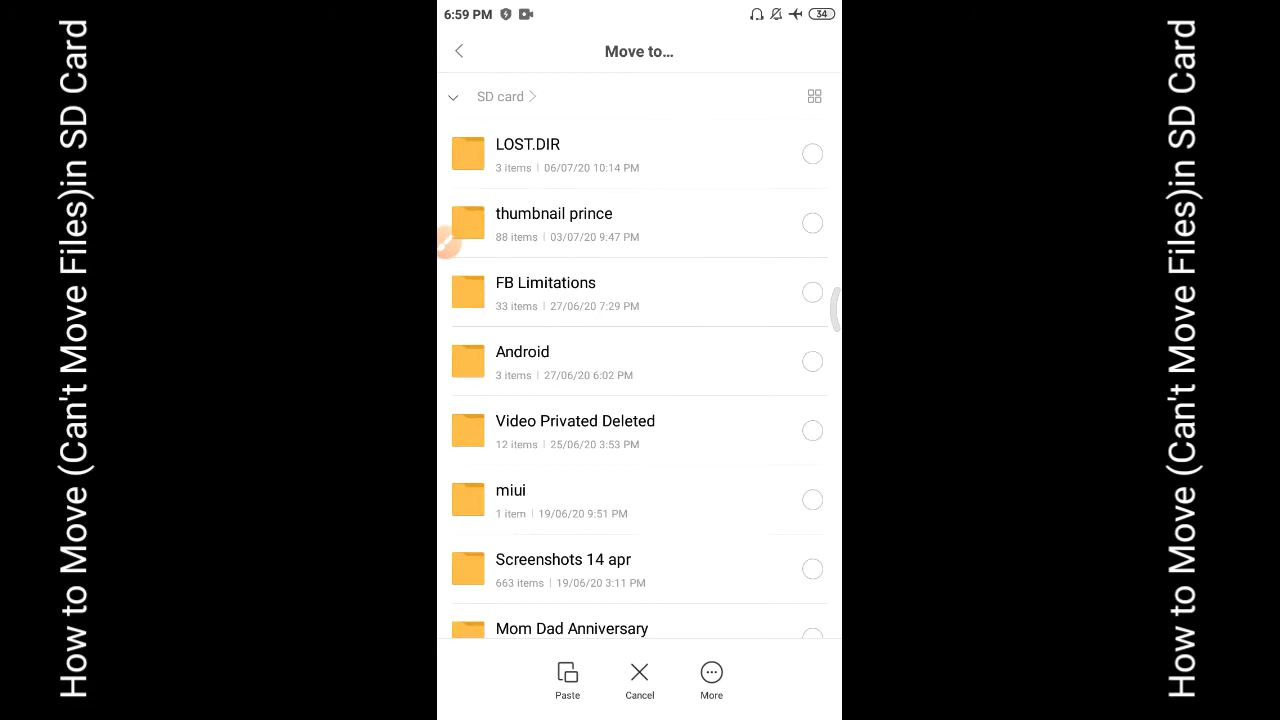 How to Move (Can't Move Files)in SD Card
6:59 PM
34
Move to...
SD card
LOST.DIR
3 items | 06/07/20 10:14 PM
thumbnail prince
88 items | 03/07/20 9:47 PM
FB Limitations
33 items | 27/06/20 7:29 PM
Android
3 items | 27/06/20 6:02 PM
Video Privated Deleted
12 items | 25/06/20 3:53 PM
miui
1 item | 19/06/20 9:51 PM
Screenshots 14 apr
663 items | 19/06/20 3:11 PM
Mom Dad Anniversary
Paste
Cancel
More
How to Move (Can't Move Files)in SD Card